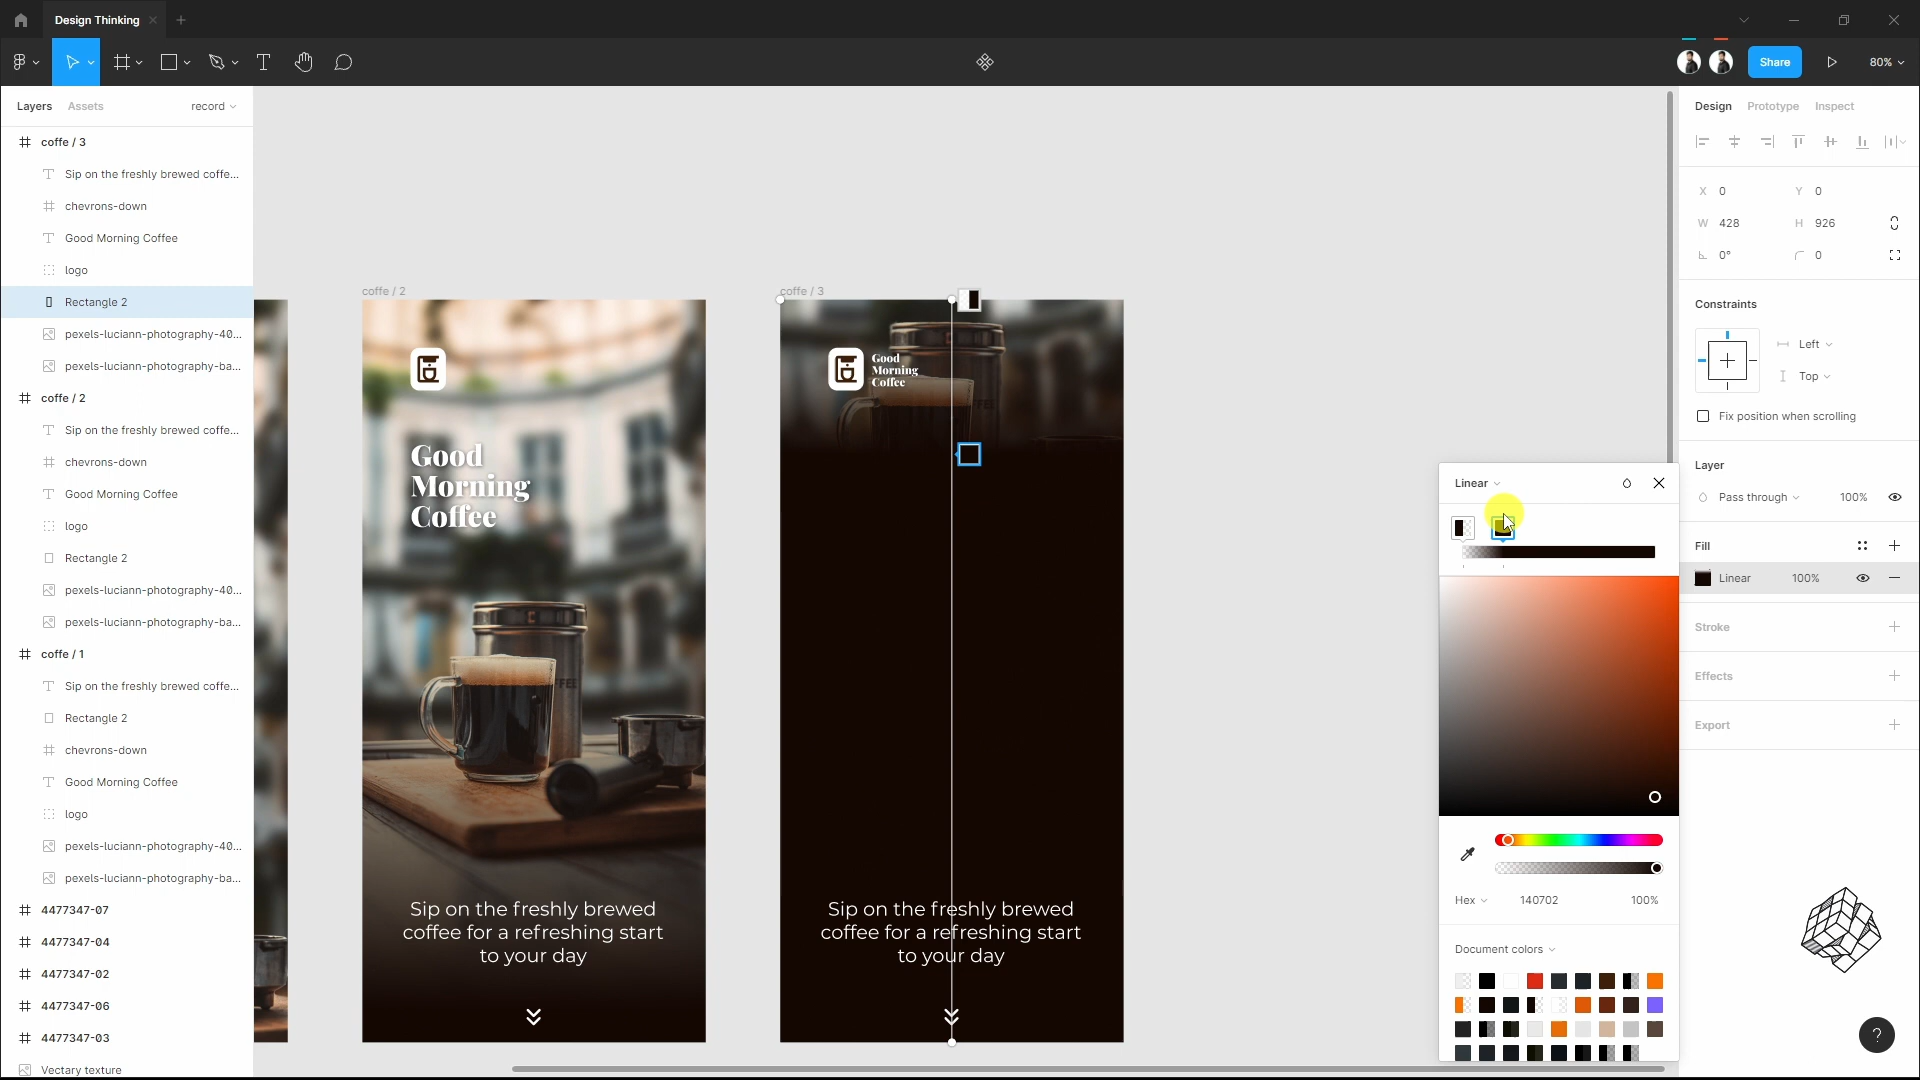 Design Thinking
Share
80%
Layers
Assets
record
coffe / 3
Sip on the freshly brewed coffe...
chevrons-down
Good Morning Coffee
logo
Rectangle 2
pexels-luciann-photography-40...
pexels-luciann-photography-ba...
coffe / 2
Sip on the freshly brewed coffe...
chevrons-down
Good Morning Coffee
logo
Rectangle 2
pexels-luciann-photography-40...
pexels-luciann-photography-ba...
coffe / 1
Sip on the freshly brewed coffe...
Rectangle 2
chevrons-down
Good Morning Coffee
logo
pexels-luciann-photography-40...
pexels-luciann-photography-ba...
4477347-07
4477347-04
4477347-02
4477347-06
4477347-03
Vectary texture
coffe / 2
Good
Morning
Coffee
FEE
Sip on the freshly brewed
coffee for a refreshing start
to your day
coffe / 3
Good
Morning
Coffee
FEE
Sip on the freshly brewed
coffee for a refreshing start
to your day
Linear
Hex
140702
100%
Document colors
Design
Prototype
Inspect
X 0
Y 0
W 428
H 926
0°
0
Constraints
Left
Top
Fix position when scrolling
Layer
Pass through
100%
Fill
Linear
100%
Stroke
Effects
Export
?